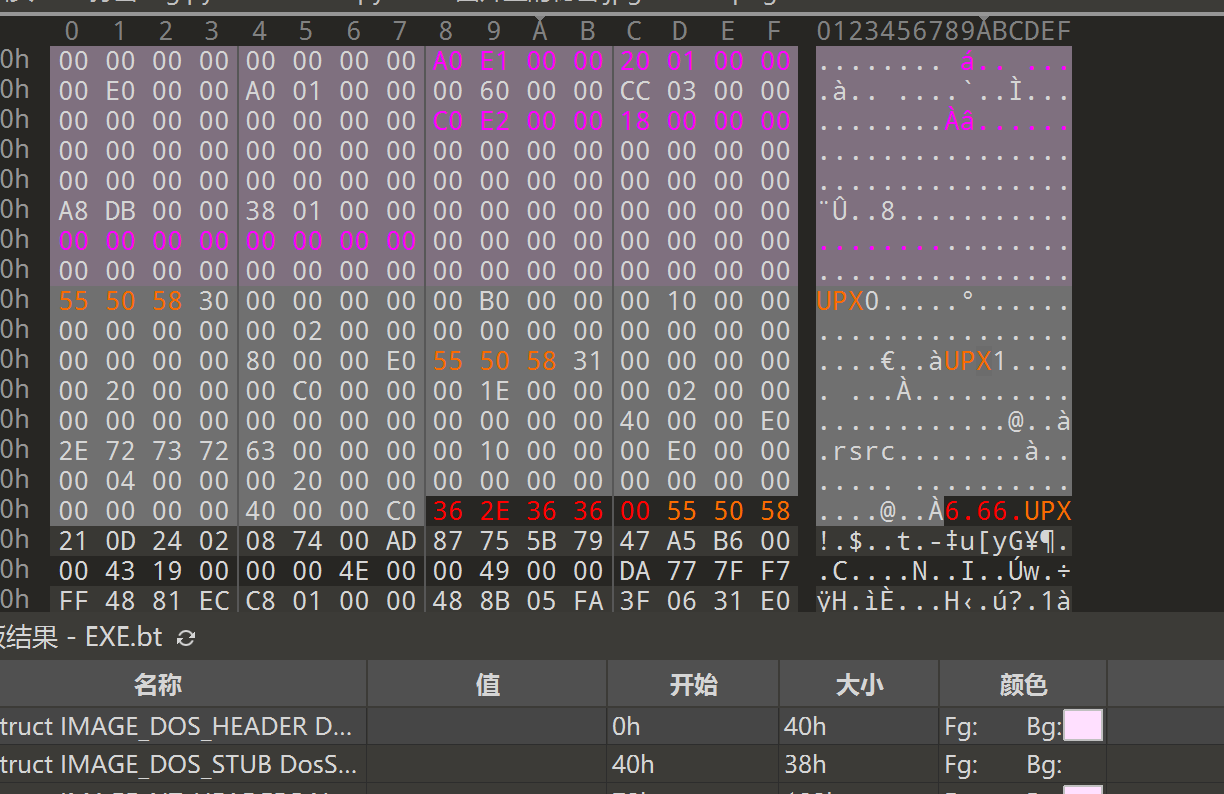 0 1 2 3 4 5 6 7 8 9 A B C D E F 0123456789ABCDEF
0h 00 00 00 00 00 00 00 00 A0 E1 00 00 20 01 00 00 ........ á.. ...
0h 00 E0 00 00 A0 01 00 00 00 60 00 00 CC 03 00 00 .à.. ....`..Ì...
0h 00 00 00 00 00 00 00 00 C0 E2 00 00 18 00 00 00 ........Àâ......
0h 00 00 00 00 00 00 00 00 00 00 00 00 00 00 00 00 ................
0h 00 00 00 00 00 00 00 00 00 00 00 00 00 00 00 00 ................
0h A8 DB 00 00 38 01 00 00 00 00 00 00 00 00 00 00 ¨Û..8...........
0h 00 00 00 00 00 00 00 00 00 00 00 00 00 00 00 00 ................
0h 00 00 00 00 00 00 00 00 00 00 00 00 00 00 00 00 ................
0h 55 50 58 30 00 00 00 00 00 B0 00 00 00 10 00 00 UPX0.....°......
0h 00 00 00 00 00 02 00 00 00 00 00 00 00 00 00 00 ................
0h 00 00 00 00 80 00 00 E0 55 50 58 31 00 00 00 00 ....€..àUPX1....
0h 00 20 00 00 00 C0 00 00 00 1E 00 00 00 02 00 00 . ...À..........
0h 00 00 00 00 00 00 00 00 00 00 00 00 40 00 00 E0 ............@..à
0h 2E 72 73 72 63 00 00 00 00 10 00 00 00 E0 00 00 .rsrc........à..
0h 00 04 00 00 00 20 00 00 00 00 00 00 00 00 00 00 ..... ..........
0h 00 00 00 00 40 00 00 C0 36 2E 36 36 00 55 50 58 ....@..À6.66.UPX
0h 21 0D 24 02 08 74 00 AD 87 75 5B 79 47 A5 B6 00 !.$..t.-‡u[yG¥¶.
0h 00 43 19 00 00 00 4E 00 00 49 00 00 DA 77 7F F7 .C....N..I..Úw.÷
0h FF 48 81 EC C8 01 00 00 48 8B 05 FA 3F 06 31 E0 ÿH.ìÈ...H‹.ú?.1à
结果 - EXE.bt
名称 值 开始 大小 颜色
truct IMAGE_DOS_HEADER D... 0h 40h Fg: Bg:
truct IMAGE_DOS_STUB DosS... 40h 38h Fg: Bg: